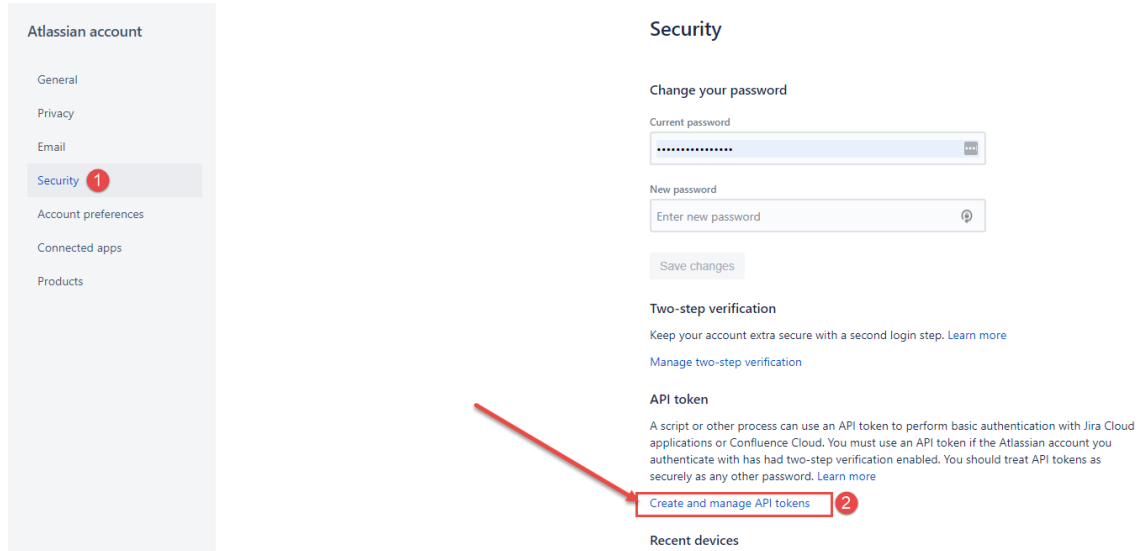 Atlassian account
General
Privacy
Email
Security 1
Account preferences
Connected apps
Products
Security
Change your password
Current password
••••••••••••••••
New password
Enter new password
Save changes
Two-step verification
Keep your account extra secure with a second login step. Learn more
Manage two-step verification
API token
A script or other process can use an API token to perform basic authentication with Jira Cloud
applications or Confluence Cloud. You must use an API token if the Atlassian account you
authenticate with has had two-step verification enabled. You should treat API tokens as
securely as any other password. Learn more
Create and manage API tokens 2
Recent devices